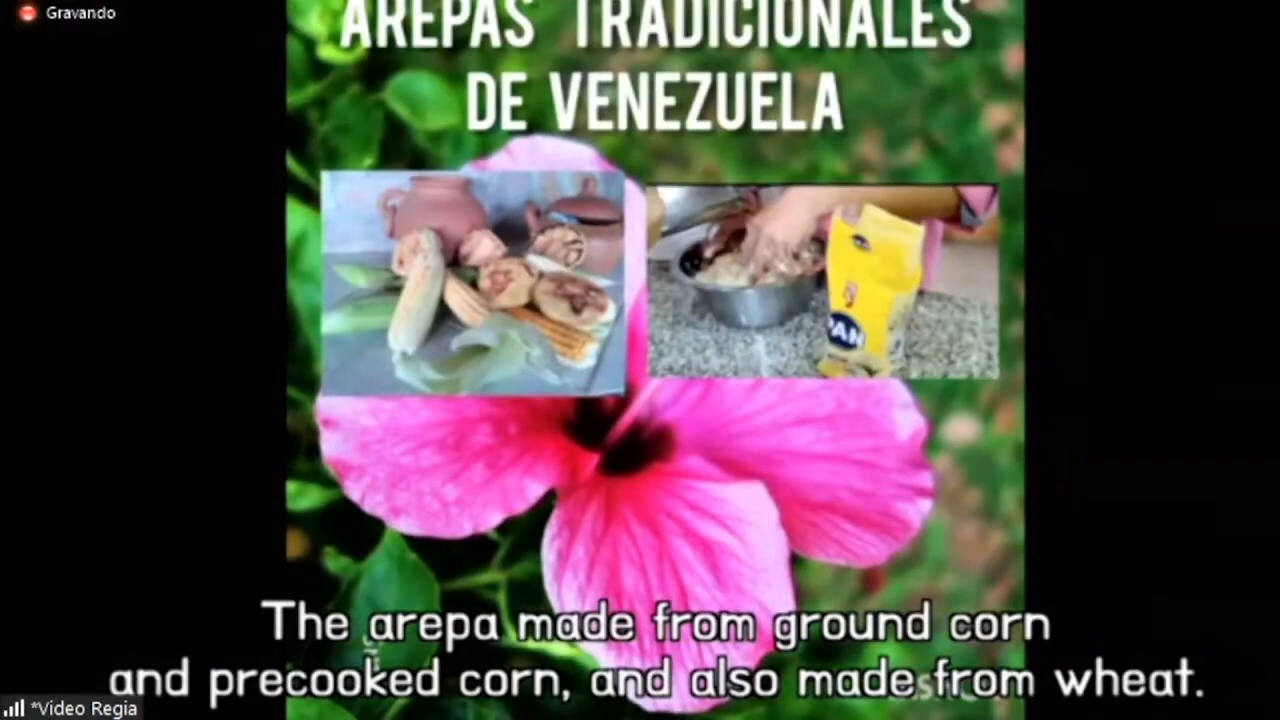 Gravando
AREPAS TRADICIONALES
DE VENEZUELA
PAN
The arepa made from ground corn
and precooked corn, and also made from wheat.
*Video Regia